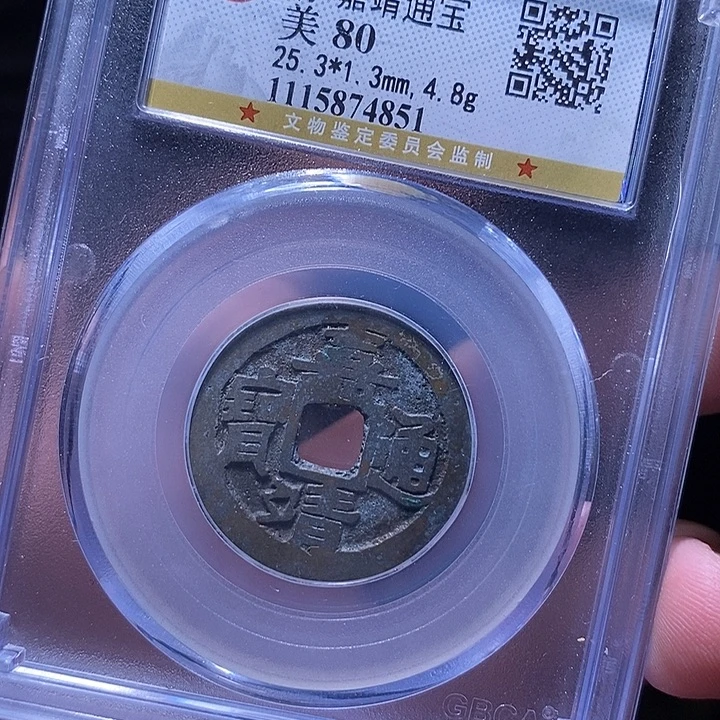 嘉靖通宝
美 80
25.3*1.3mm, 4.8g
1115874851
★ 文物鉴定委员会监制 ★
嘉
寶 通
靖
GBCA